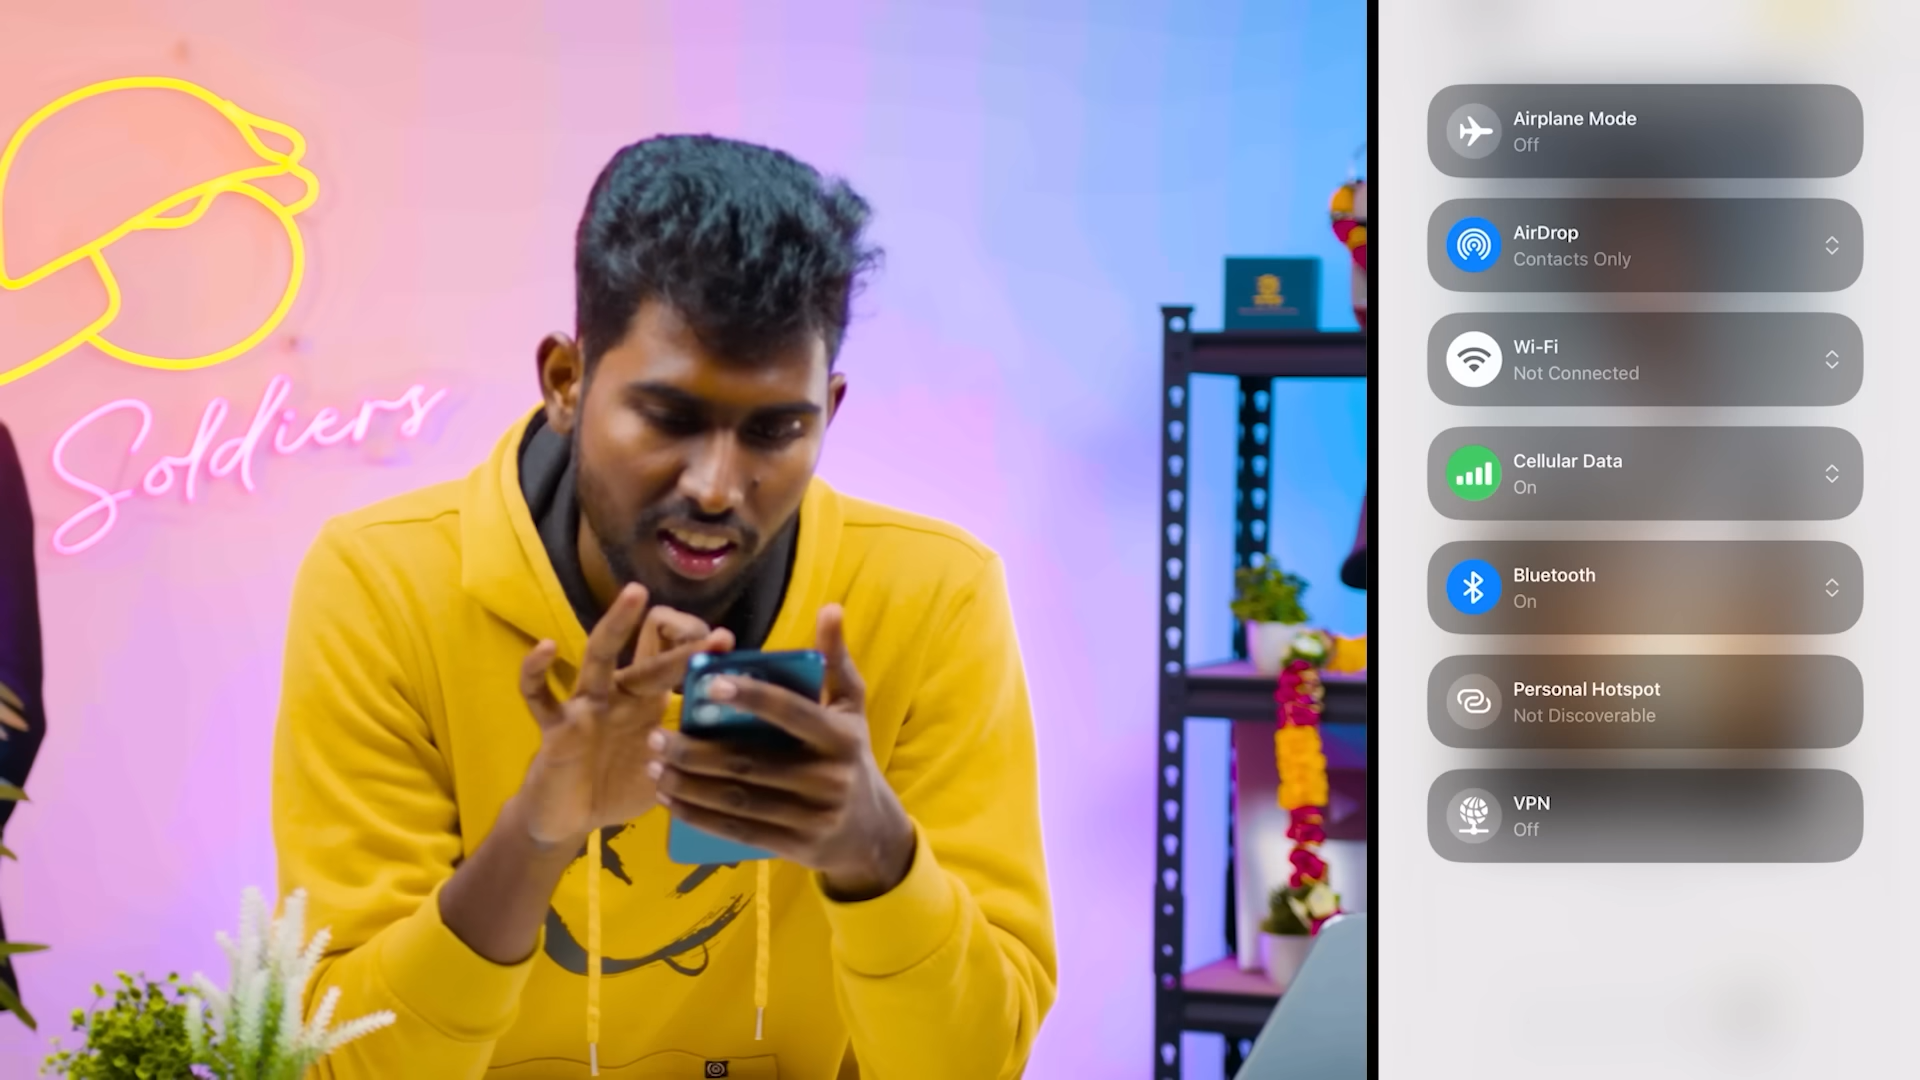 Soldiers
Airplane Mode
Off
AirDrop
Contacts Only
Wi-Fi
Not Connected
Cellular Data
On
Bluetooth
On
Personal Hotspot
Not Discoverable
VPN
Off